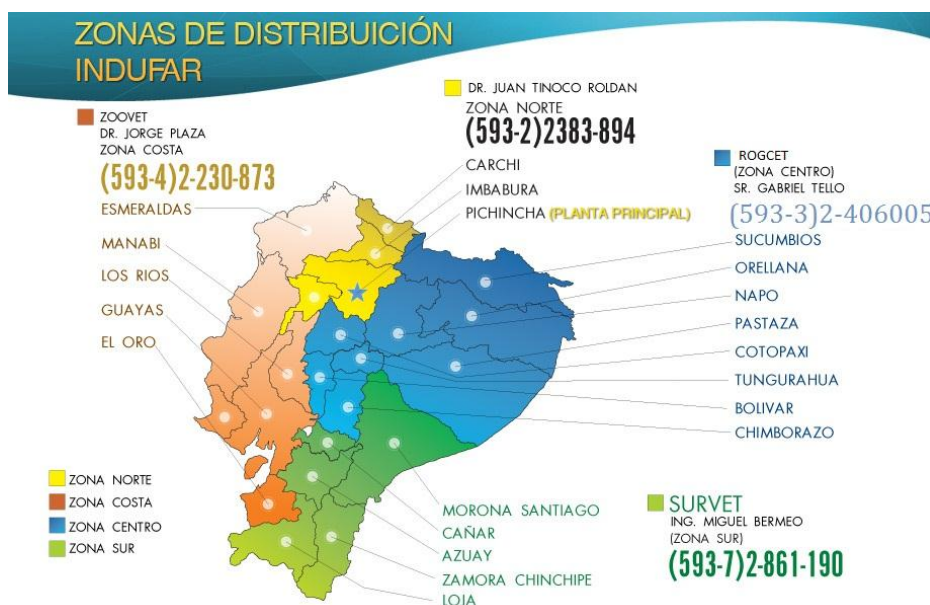 ZONAS DE DISTRIBUICIÓN
INDUFAR
ZOOVET
DR. JORGE PLAZA
ZONA COSTA
(593-4)2-230-873
ESMERALDAS
MANABI
LOS RIOS
GUAYAS
EL ORO
DR. JUAN TINOCO ROLDAN
ZONA NORTE
(593-2)2383-894
CARCHI
IMBABURA
PICHINCHA (PLANTA PRINCIPAL)
ROGCET
(ZONA CENTRO)
SR. GABRIEL TELLO
(593-3)2-406005
SUCUMBIOS
ORELLANA
NAPO
PASTAZA
COTOPAXI
TUNGURAHUA
BOLIVAR
CHIMBORAZO
ZONA NORTE
ZONA COSTA
ZONA CENTRO
ZONA SUR
MORONA SANTIAGO
CAÑAR
AZUAY
ZAMORA CHINCHIPE
LOJA
SURVET
ING. MIGUEL BERMEO
(ZONA SUR)
(593-7)2-861-190